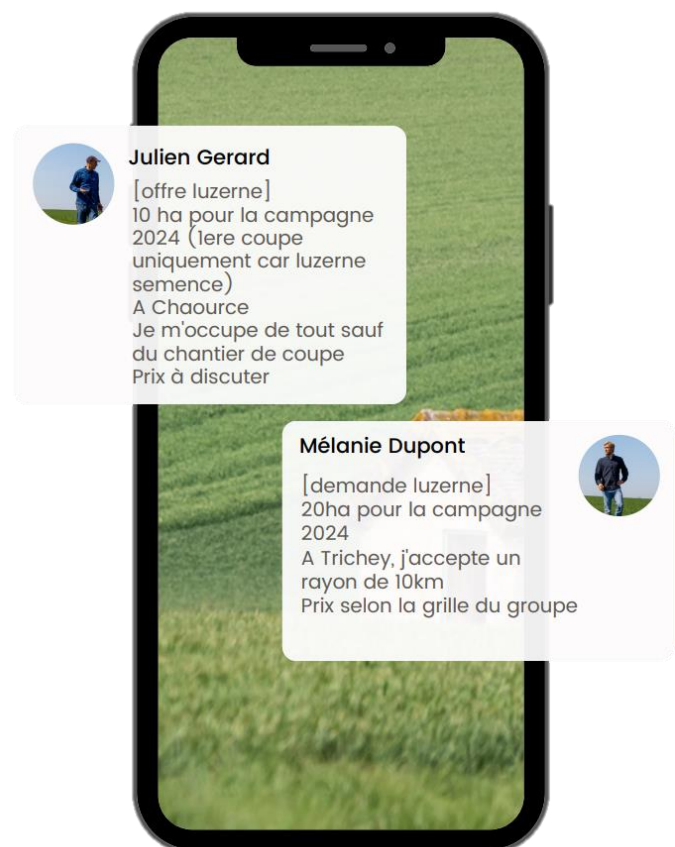 Julien Gerard
[offre luzerne]
10 ha pour la campagne
2024 (1ere coupe
uniquement car luzerne
semence)
A Chaource
Je m'occupe de tout sauf
du chantier de coupe
Prix à discuter
Mélanie Dupont
[demande luzerne]
20ha pour la campagne
2024
A Trichey, j'accepte un
rayon de 10km
Prix selon la grille du groupe